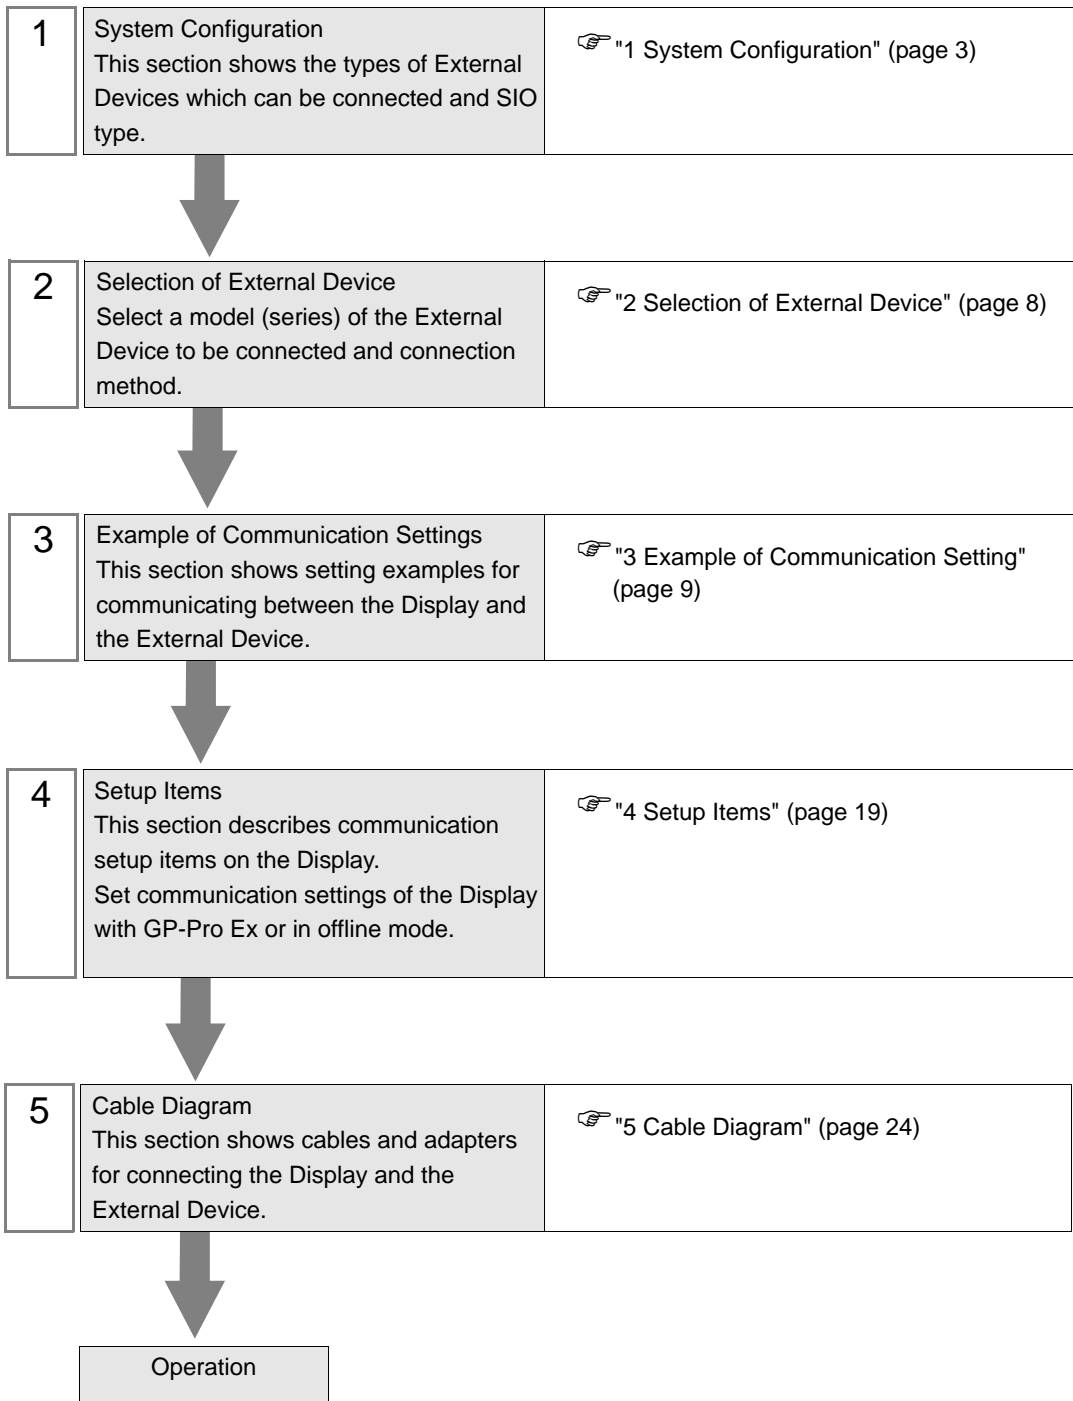 1
System Configuration
This section shows the types of External
Devices which can be connected and SIO
type.
"1 System Configuration" (page 3)
2
Selection of External Device
Select a model (series) of the External
Device to be connected and connection
method.
"2 Selection of External Device" (page 8)
3
Example of Communication Settings
This section shows setting examples for
communicating between the Display and
the External Device.
"3 Example of Communication Setting"
(page 9)
4
Setup Items
This section describes communication
setup items on the Display.
Set communication settings of the Display
with GP-Pro Ex or in offline mode.
"4 Setup Items" (page 19)
5
Cable Diagram
This section shows cables and adapters
for connecting the Display and the
External Device.
"5 Cable Diagram" (page 24)
Operation